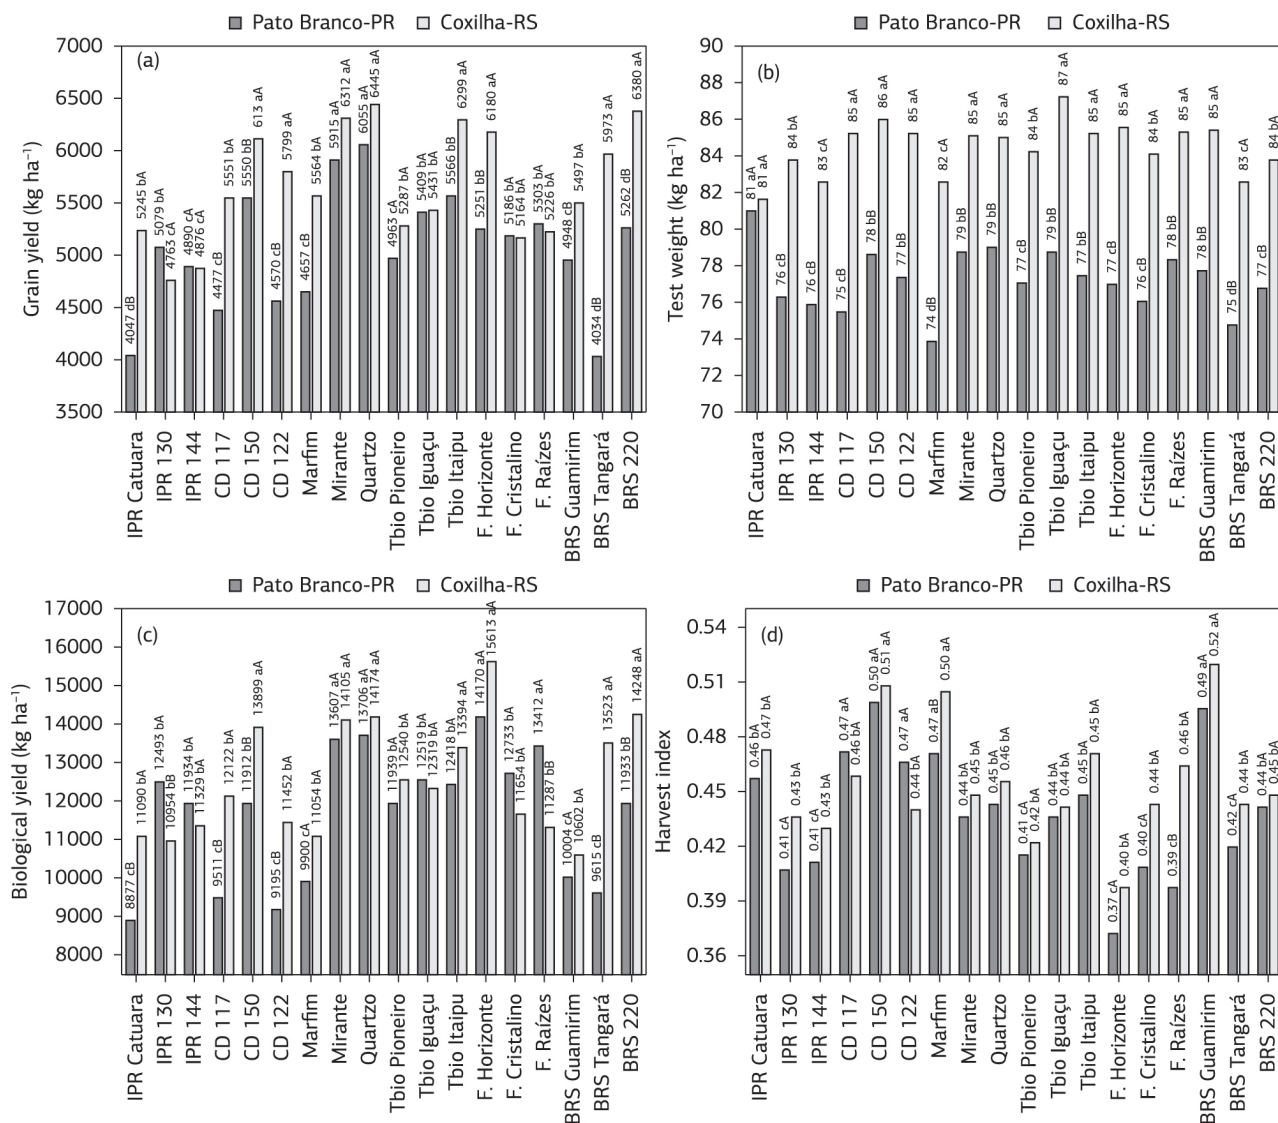 Pato Branco-PR Coxilha-RS
(a)
Grain yield (kg ha⁻¹)
7000
6500
6000
5500
5000
4500
4000
3500
4047 dB
5245 bA
5079 bA
4763 cA
4890 cA
4876 cA
4477 cB
5551 bA
5550 bB
613 aA
4570 cB
5799 aA
4657 cB
5564 bA
5915 aA
6312 aA
6055 aA
6445 aA
4963 cA
5287 bA
5409 bA
5431 bA
5566 bB
6299 aA
5251 bB
6180 aA
5186 bA
5164 bA
5303 bA
5226 bA
4948 cB
5497 bA
4034 dB
5973 aA
5262 dB
6380 aA
IPR Catuara
IPR 130
IPR 144
CD 117
CD 150
CD 122
Marfim
Mirante
Quartzo
Tbio Pioneiro
Tbio Iguaçu
Tbio Itaipu
F. Horizonte
F. Cristalino
F. Raízes
BRS Guamirim
BRS Tangará
BRS 220
Pato Branco-PR Coxilha-RS
(b)
Test weight (kg ha⁻¹)
90
88
86
84
82
80
78
76
74
72
70
81 aA
81 aA
76 cB
84 bA
76 cB
83 cA
75 cB
85 aA
78 bB
86 aA
77 bB
85 aA
74 dB
82 cA
79 bB
85 aA
79 bB
85 aA
77 cB
84 bA
79 bB
87 aA
77 bB
85 aA
77 cB
85 aA
76 cB
84 bA
78 bB
85 aA
78 bB
85 aA
75 dB
83 cA
77 cB
84 bA
IPR Catuara
IPR 130
IPR 144
CD 117
CD 150
CD 122
Marfim
Mirante
Quartzo
Tbio Pioneiro
Tbio Iguaçu
Tbio Itaipu
F. Horizonte
F. Cristalino
F. Raízes
BRS Guamirim
BRS Tangará
BRS 220
Pato Branco-PR Coxilha-RS
(c)
Biological yield (kg ha⁻¹)
17000
16000
15000
14000
13000
12000
11000
10000
9000
8000
8877 cB
11090 bA
12493 bA
10954 bB
11934 bA
11329 bA
9511 cB
12122 bA
11912 bB
13899 aA
9195 cB
11452 bA
9900 cA
11054 bA
13607 aA
14105 aA
13706 aA
14174 aA
11939 bA
12540 bA
12519 bA
12319 bA
12418 bA
13394 aA
14170 aA
15613 aA
12733 bA
11654 bA
13412 aA
11287 bB
10004 cA
10602 bA
9615 cB
13523 aA
11933 bB
14248 aA
IPR Catuara
IPR 130
IPR 144
CD 117
CD 150
CD 122
Marfim
Mirante
Quartzo
Tbio Pioneiro
Tbio Iguaçu
Tbio Itaipu
F. Horizonte
F. Cristalino
F. Raízes
BRS Guamirim
BRS Tangará
BRS 220
Pato Branco-PR Coxilha-RS
(d)
Harvest index
0.54
0.51
0.48
0.45
0.42
0.39
0.36
0.46 bA
0.47 bA
0.41 cA
0.43 bA
0.41 cA
0.43 bA
0.47 aA
0.46 bA
0.50 aA
0.51 aA
0.47 aA
0.44 bA
0.47 aB
0.50 aA
0.44 bA
0.45 bA
0.45 bA
0.46 bA
0.41 cA
0.42 bA
0.44 bA
0.44 bA
0.45 bA
0.45 bA
0.37 cA
0.40 bA
0.40 cA
0.44 bA
0.39 cB
0.46 bA
0.49 aA
0.52 aA
0.42 cA
0.44 bA
0.44 bA
0.45 bA
IPR Catuara
IPR 130
IPR 144
CD 117
CD 150
CD 122
Marfim
Mirante
Quartzo
Tbio Pioneiro
Tbio Iguaçu
Tbio Itaipu
F. Horizonte
F. Cristalino
F. Raízes
BRS Guamirim
BRS Tangará
BRS 220